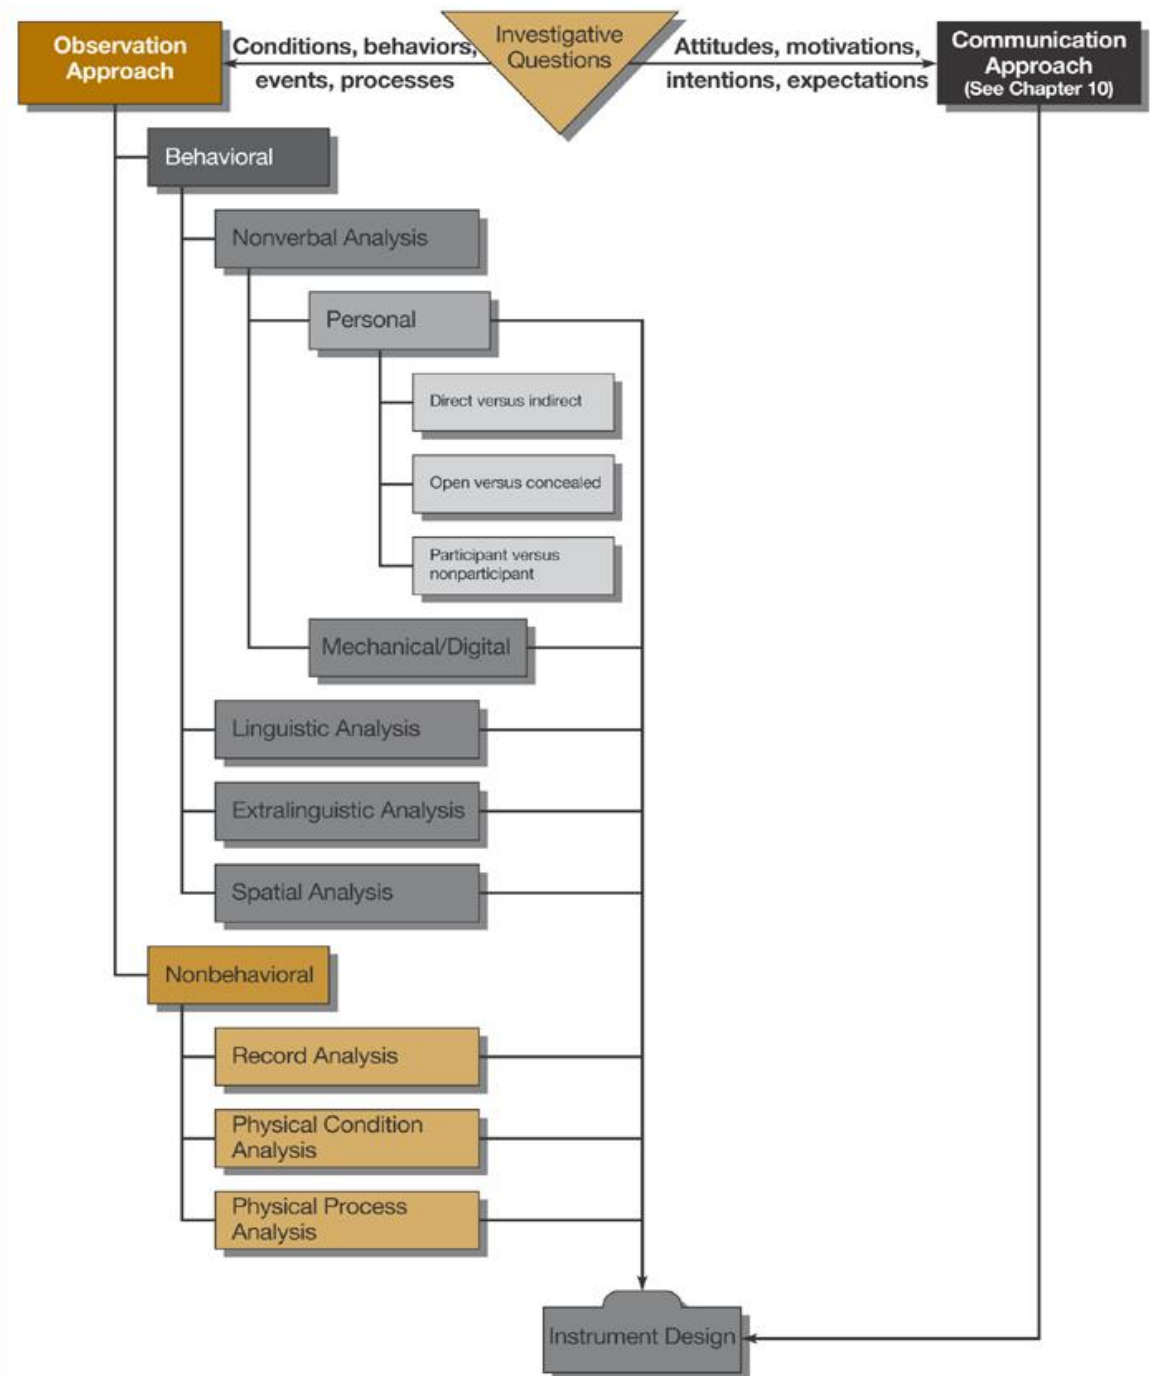 Observation
Approach
Conditions, behaviors,
events, processes
Investigative
Questions
Attitudes, motivations,
intentions, expectations
Communication
Approach
(See Chapter 10)
Behavioral
Nonverbal Analysis
Personal
Direct versus indirect
Open versus concealed
Participant versus
nonparticipant
Mechanical/Digital
Linguistic Analysis
Extralinguistic Analysis
Spatial Analysis
Nonbehavioral
Record Analysis
Physical Condition
Analysis
Physical Process
Analysis
Instrument Design